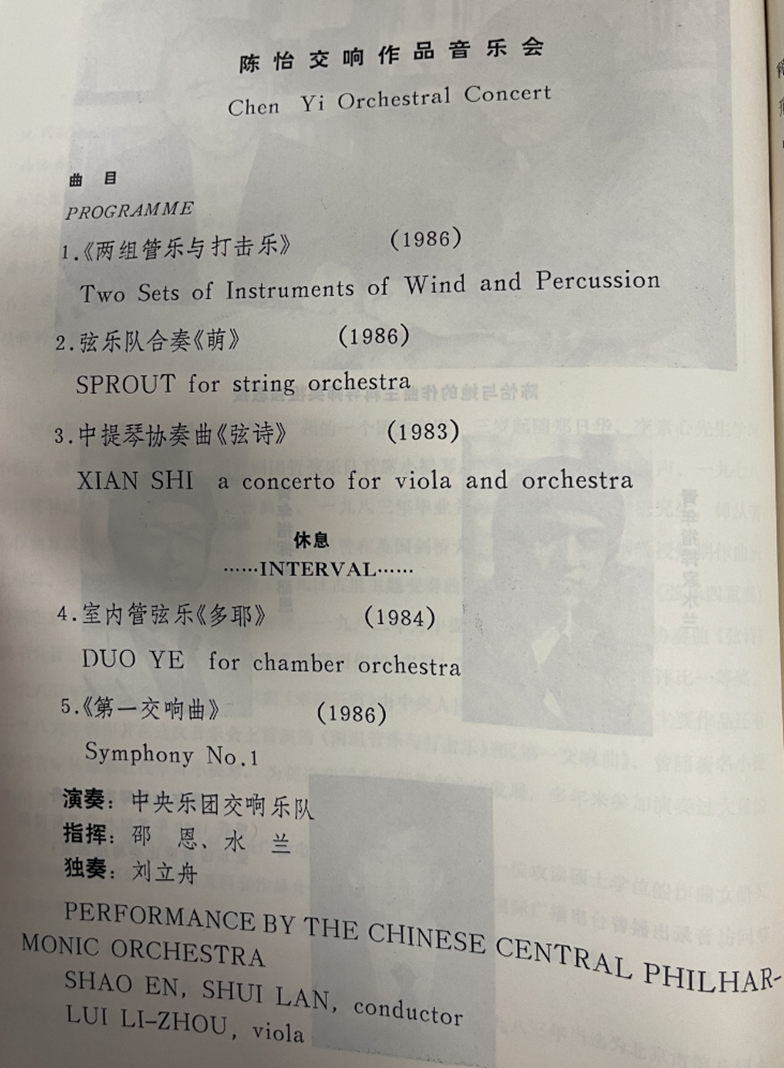 陈怡交响作品音乐会
Chen Yi Orchestral Concert
曲目
PROGRAMME
1.《两组管乐与打击乐》 (1986)
Two Sets of Instruments of Wind and Percussion
2.弦乐队合奏《萌》 (1986)
SPROUT for string orchestra
3.中提琴协奏曲《弦诗》 (1983)
XIAN SHI a concerto for viola and orchestra
休息
……INTERVAL……
4.室内管弦乐《多耶》 (1984)
DUO YE for chamber orchestra
5.《第一交响曲》 (1986)
Symphony No.1
演奏：中央乐团交响乐队
指挥：邵 恩、水 兰
独奏：刘立舟
PERFORMANCE BY THE CHINESE CENTRAL PHILHAR-
MONIC ORCHESTRA
SHAO EN, SHUI LAN, conductor
LUI LI-ZHOU, viola